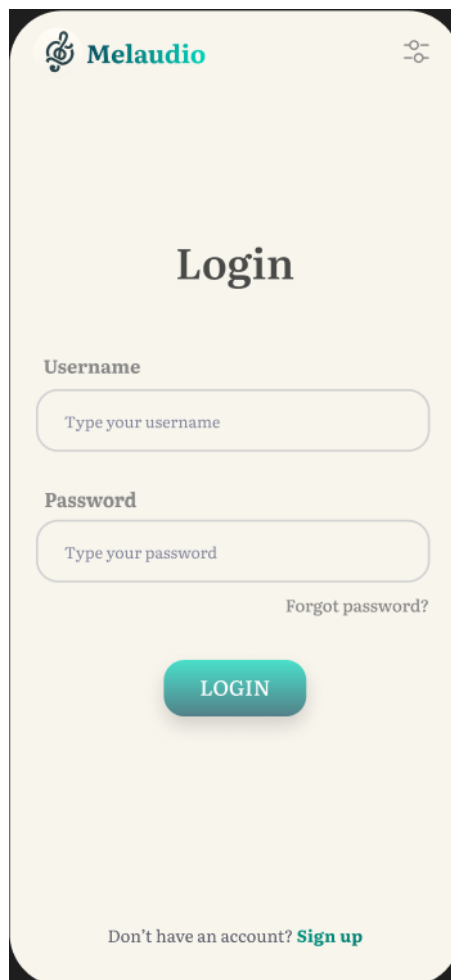 Melaudio
Login
Username
Type your username
Password
Type your password
Forgot password?
LOGIN
Don’t have an account? Sign up